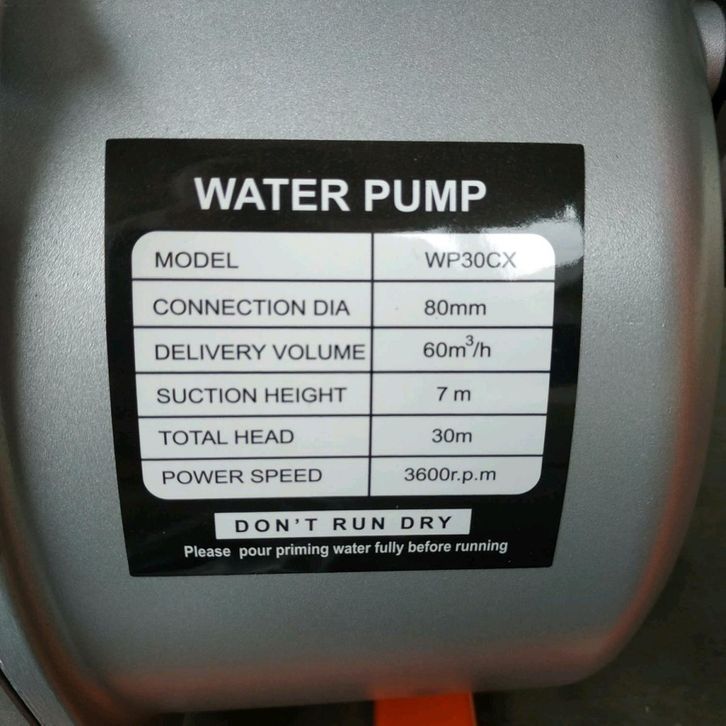 WATER PUMP
MODEL WP30CX
CONNECTION DIA 80mm
DELIVERY VOLUME 60m³/h
SUCTION HEIGHT 7 m
TOTAL HEAD 30m
POWER SPEED 3600r.p.m
DON'T RUN DRY
Please pour priming water fully before running